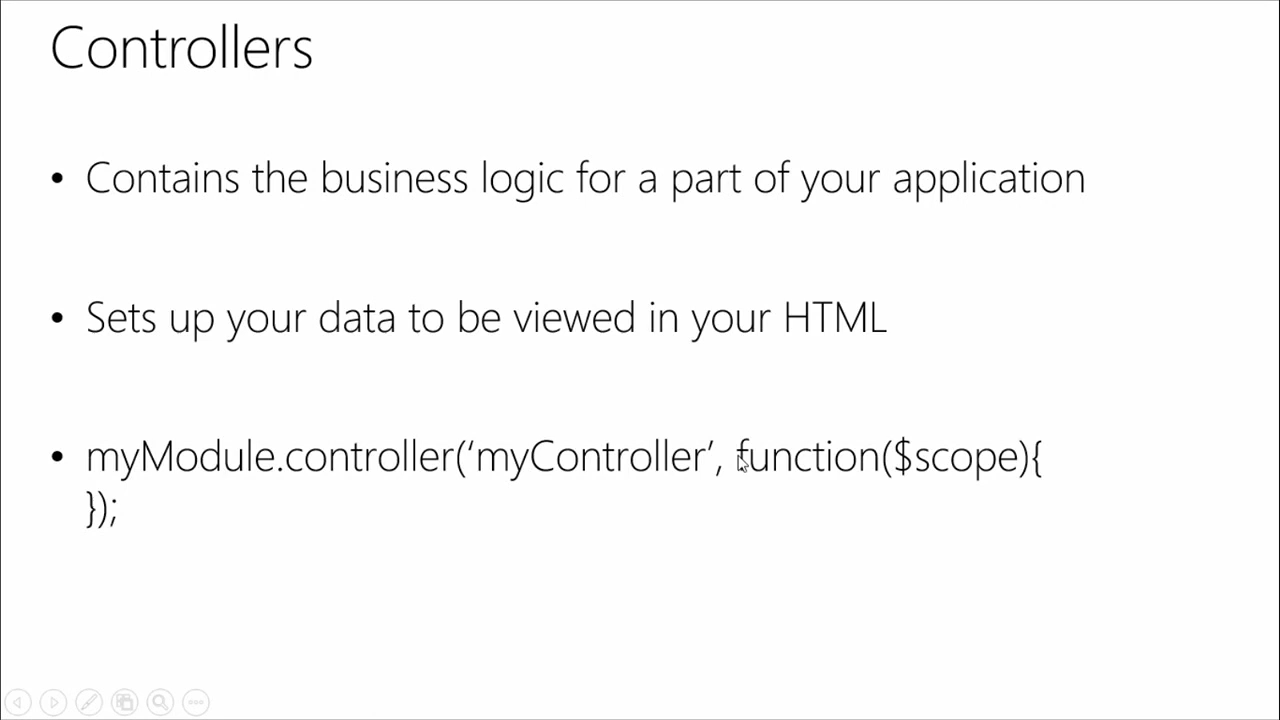 Controllers
• Contains the business logic for a part of your application
• Sets up your data to be viewed in your HTML
• myModule.controller(‘myController’, function($scope){
});